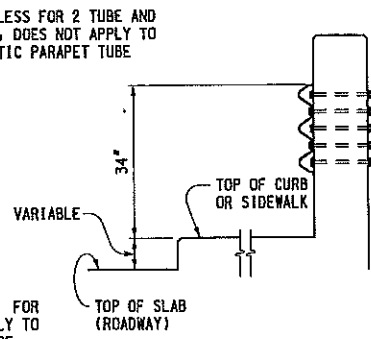 LESS FOR 2 TUBE AND
, DOES NOT APPLY TO
TIC PARAPET TUBE
34"
TOP OF CURB
OR SIDEWALK
VARIABLE
FOR
LY TO
TOP OF SLAB
(ROADWAY)